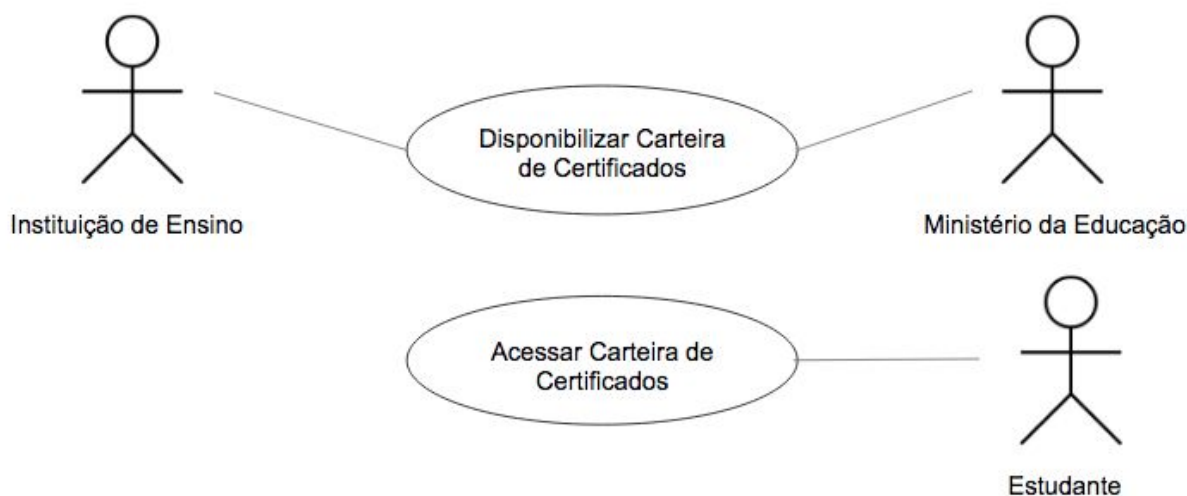 Disponibilizar Carteira
de Certificados
Instituição de Ensino
Ministério da Educação
Acessar Carteira de
Certificados
Estudante